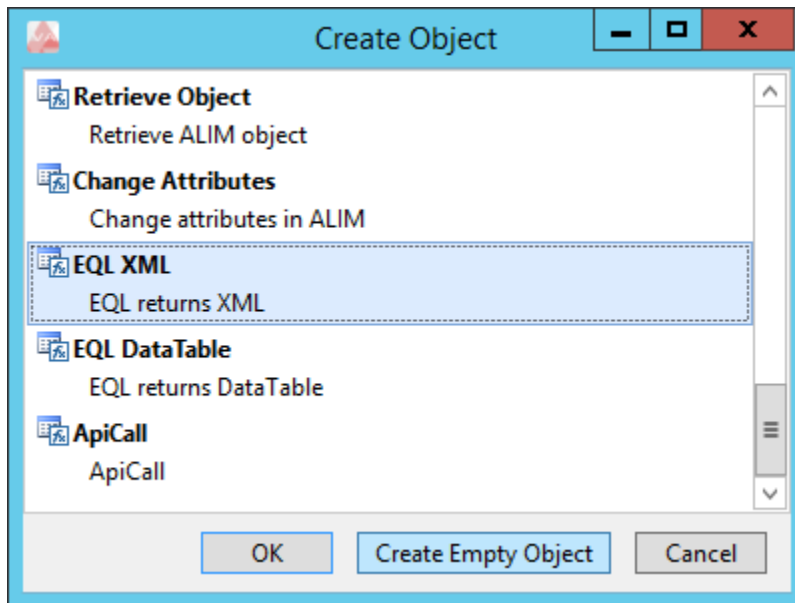 Create Object
Retrieve Object
Retrieve ALIM object
Change Attributes
Change attributes in ALIM
EQL XML
EQL returns XML
EQL DataTable
EQL returns DataTable
ApiCall
ApiCall
OK Create Empty Object Cancel